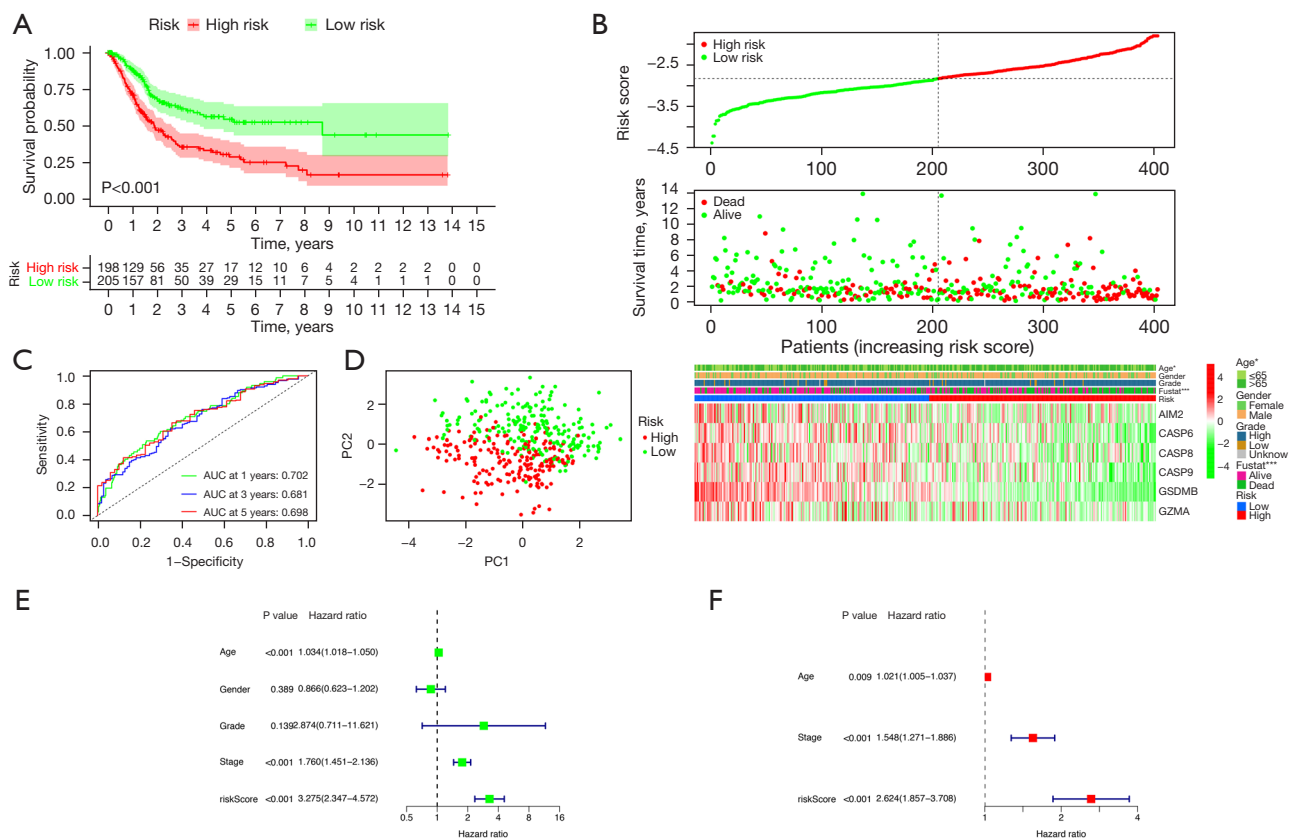 A
Risk High risk Low risk
Survival probability
1.00
0.75
0.50
0.25
0.00
P<0.001
0 1 2 3 4 5 6 7 8 9 10 11 12 13 14 15
Time, years
Risk
High risk 198 129 56 35 27 17 12 10 6 4 2 2 2 2 0 0
Low risk 205 157 81 50 39 29 15 11 7 5 4 1 1 1 0 0
0 1 2 3 4 5 6 7 8 9 10 11 12 13 14 15
Time, years
B
High risk
Low risk
Risk score
−2.5
−3.5
−4.5
0 100 200 300 400
Dead
Alive
Survival time, years
14
12
10
8
6
4
2
0
0 100 200 300 400
Patients (increasing risk score)
Age*
Gender
Grade
Fustat***
Risk
AIM2
CASP6
CASP8
CASP9
GSDMB
GZMA
4
2
0
−2
−4
Age*
≤65
>65
Gender
Female
Male
Grade
High
Low
Unknow
Fustat***
Alive
Dead
Risk
Low
High
C
Sensitivity
1.0
0.8
0.6
0.4
0.2
0.0
AUC at 1 years: 0.702
AUC at 3 years: 0.681
AUC at 5 years: 0.698
0.0 0.2 0.4 0.6 0.8 1.0
1−Specificity
D
PC2
2
0
−2
−4 −2 0 2
PC1
Risk
High
Low
E
P value Hazard ratio
Age <0.001 1.034(1.018−1.050)
Gender 0.389 0.866(0.623−1.202)
Grade 0.139 2.874(0.711−11.621)
Stage <0.001 1.760(1.451−2.136)
riskScore <0.001 3.275(2.347−4.572)
0.5 1 2 4 8 16
Hazard ratio
F
P value Hazard ratio
Age 0.009 1.021(1.005−1.037)
Stage <0.001 1.548(1.271−1.886)
riskScore <0.001 2.624(1.857−3.708)
1 2 4
Hazard ratio